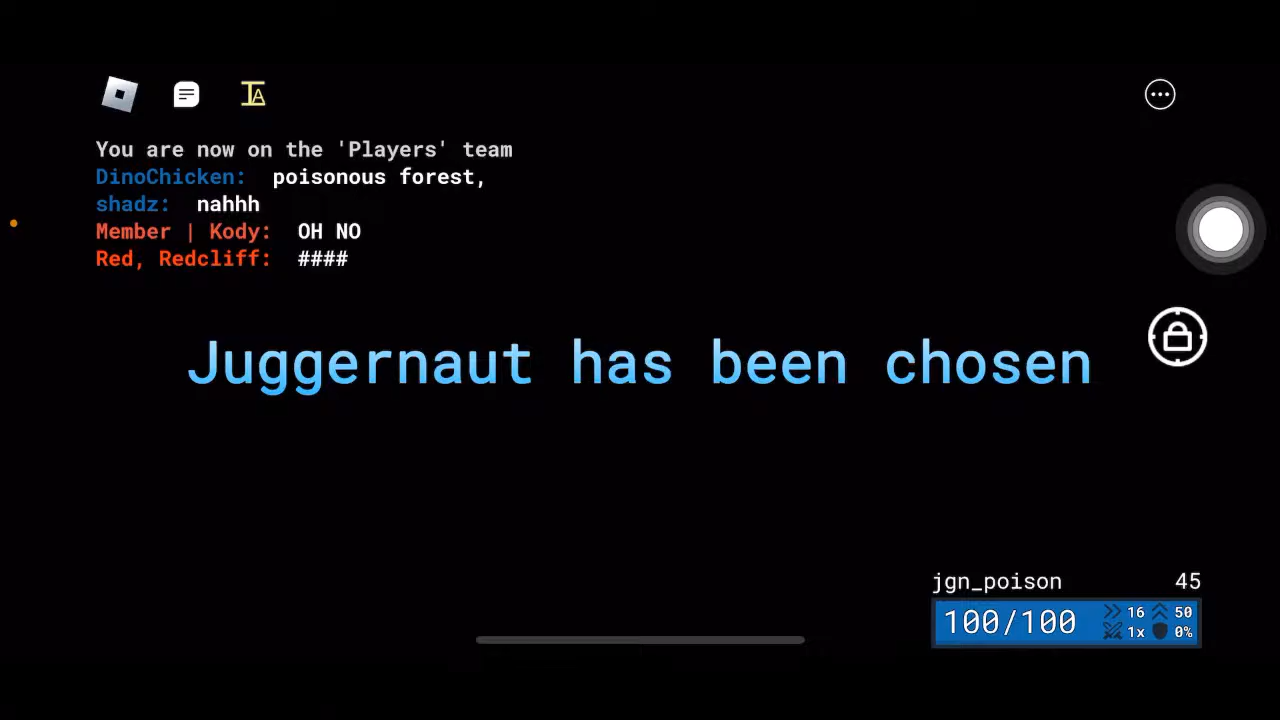 TA
You are now on the 'Players' team
DinoChicken: poisonous forest,
shadz: nahhh
Member | Kody: OH NO
Red, Redcliff: ####
Juggernaut has been chosen
jgn_poison 45
100/100 16 50
1x 0%